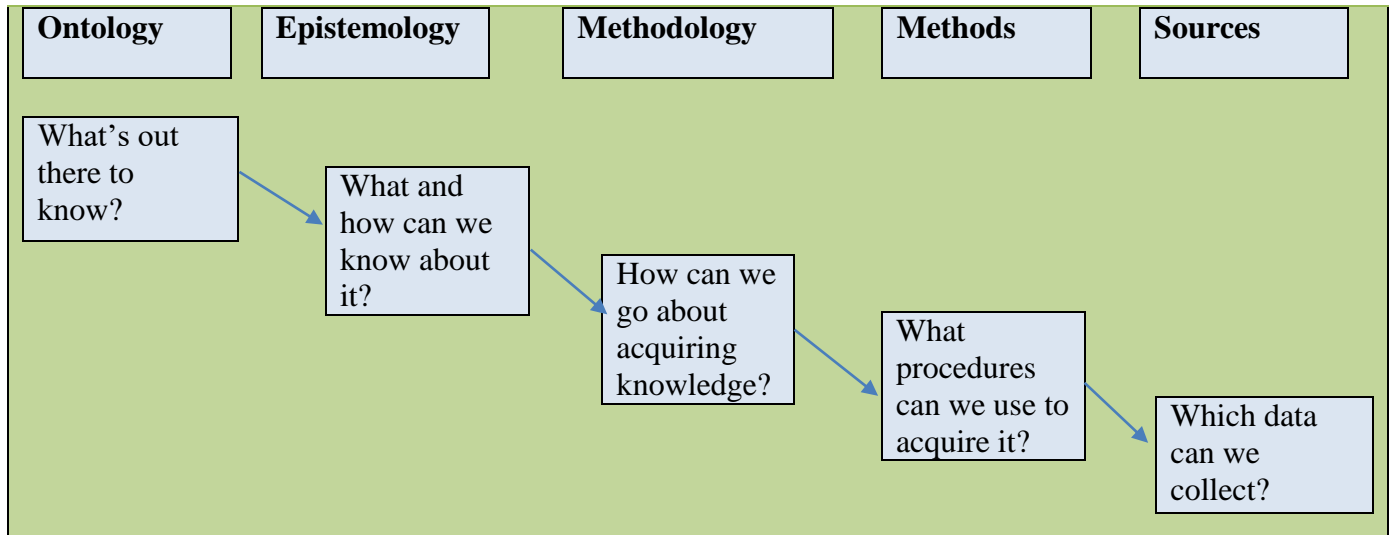 Ontology
Epistemology
Methodology
Methods
Sources
What’s out
there to
know?
What and
how can we
know about
it?
How can we
go about
acquiring
knowledge?
What
procedures
can we use to
acquire it?
Which data
can we
collect?